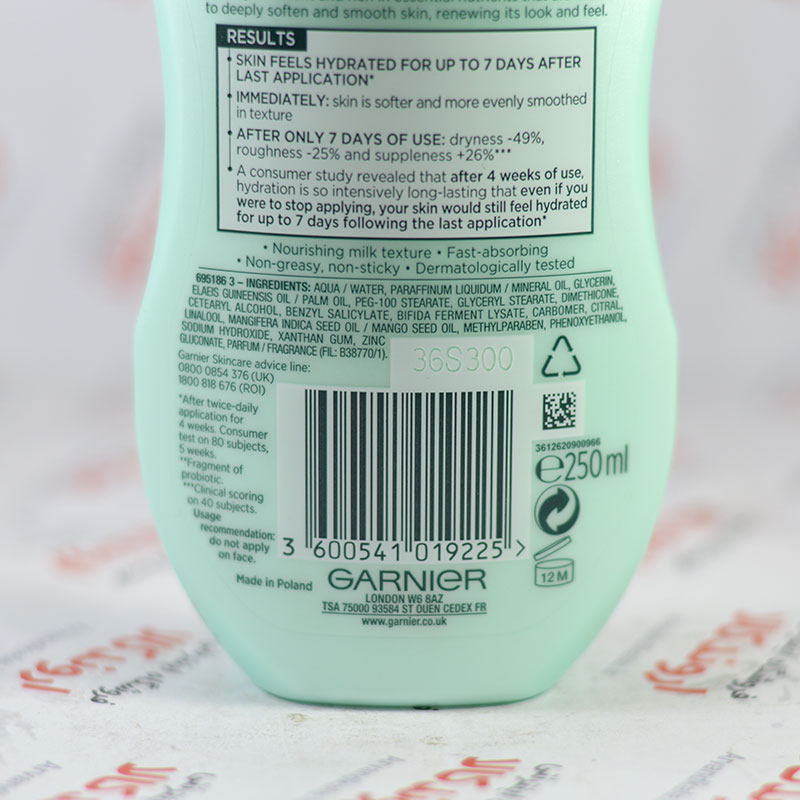 to deeply soften and smooth skin, renewing its look and feel.
RESULTS
• SKIN FEELS HYDRATED FOR UP TO 7 DAYS AFTER
LAST APPLICATION*
• IMMEDIATELY: skin is softer and more evenly smoothed
in texture
• AFTER ONLY 7 DAYS OF USE: dryness -49%,
roughness -25% and suppleness +26%***
• A consumer study revealed that after 4 weeks of use,
hydration is so intensively long-lasting that even if you
were to stop applying, your skin would still feel hydrated
for up to 7 days following the last application*
• Nourishing milk texture • Fast-absorbing
• Non-greasy, non-sticky • Dermatologically tested
695186 3 – INGREDIENTS: AQUA / WATER, PARAFFINUM LIQUIDUM / MINERAL OIL, GLYCERIN,
ELAEIS GUINEENSIS OIL / PALM OIL, PEG-100 STEARATE, GLYCERYL STEARATE, DIMETHICONE,
CETEARYL ALCOHOL, BENZYL SALICYLATE, BIFIDA FERMENT LYSATE, CARBOMER, CITRAL,
LINALOOL, MANGIFERA INDICA SEED OIL / MANGO SEED OIL, METHYLPARABEN, PHENOXYETHANOL,
SODIUM HYDROXIDE, XANTHAN GUM, ZINC
GLUCONATE, PARFUM / FRAGRANCE (FIL: B38770/1).
36S300
Garnier Skincare advice line:
0800 0854 376 (UK)
1800 818 676 (ROI)
*After twice-daily
application for
4 weeks. Consumer
test on 80 subjects,
5 weeks.
**Fragment of
probiotic.
***Clinical scoring
on 40 subjects.
Usage
recommendation:
do not apply
on face.
3 600541 019225 >
3612620900966
℮250ml
12 M
Made in Poland
GARNIER
LONDON W6 8AZ
TSA 75000 93584 ST OUEN CEDEX FR
www.garnier.co.uk